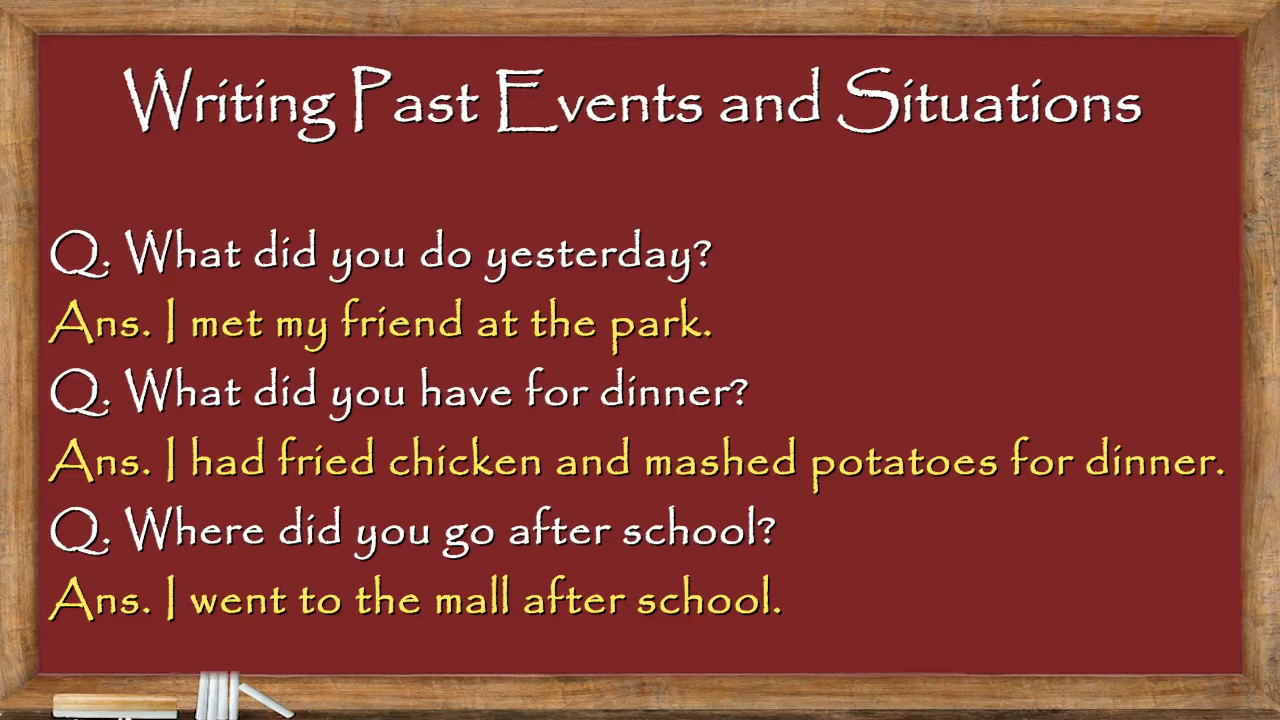 Writing Past Events and Situations
Q. What did you do yesterday?
Ans. I met my friend at the park.
Q. What did you have for dinner?
Ans. I had fried chicken and mashed potatoes for dinner.
Q. Where did you go after school?
Ans. I went to the mall after school.